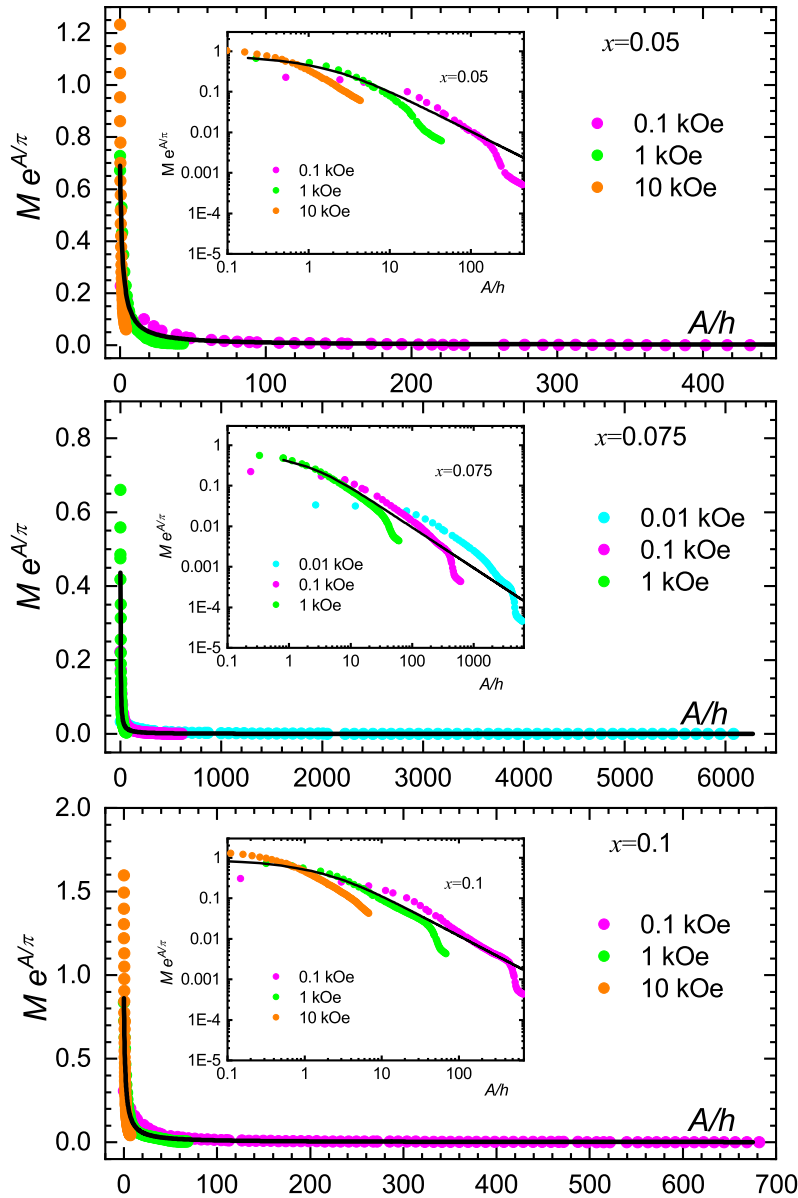 1.2
1.0
0.8
0.6
0.4
0.2
0.0
M e^{A/π}
x=0.05
0.1 kOe
1 kOe
10 kOe
A/h
0 100 200 300 400
1
0.1
0.01
0.001
1E-4
1E-5
M e^{A/π}
x=0.05
0.1 kOe
1 kOe
10 kOe
0.1 1 10 100
A/h
0.8
0.6
0.4
0.2
0.0
M e^{A/π}
x=0.075
0.01 kOe
0.1 kOe
1 kOe
A/h
0 1000 2000 3000 4000 5000 6000
1
0.1
0.01
0.001
1E-4
1E-5
M e^{A/π}
x=0.075
0.01 kOe
0.1 kOe
1 kOe
0.1 1 10 100 1000
A/h
2.0
1.5
1.0
0.5
0.0
M e^{A/π}
x=0.1
0.1 kOe
1 kOe
10 kOe
A/h
0 100 200 300 400 500 600 700
1
0.1
0.01
0.001
1E-4
1E-5
M e^{A/π}
x=0.1
0.1 kOe
1 kOe
10 kOe
0.1 1 10 100
A/h